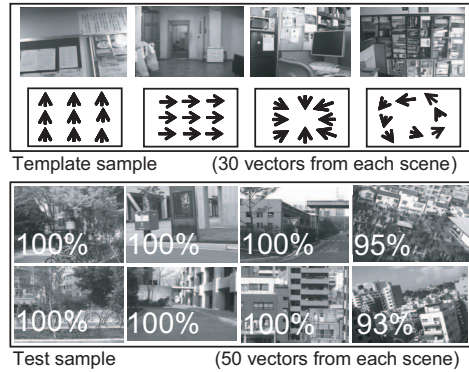 Template sample (30 vectors from each scene)
100% 100% 100% 95%
100% 100% 100% 93%
Test sample (50 vectors from each scene)